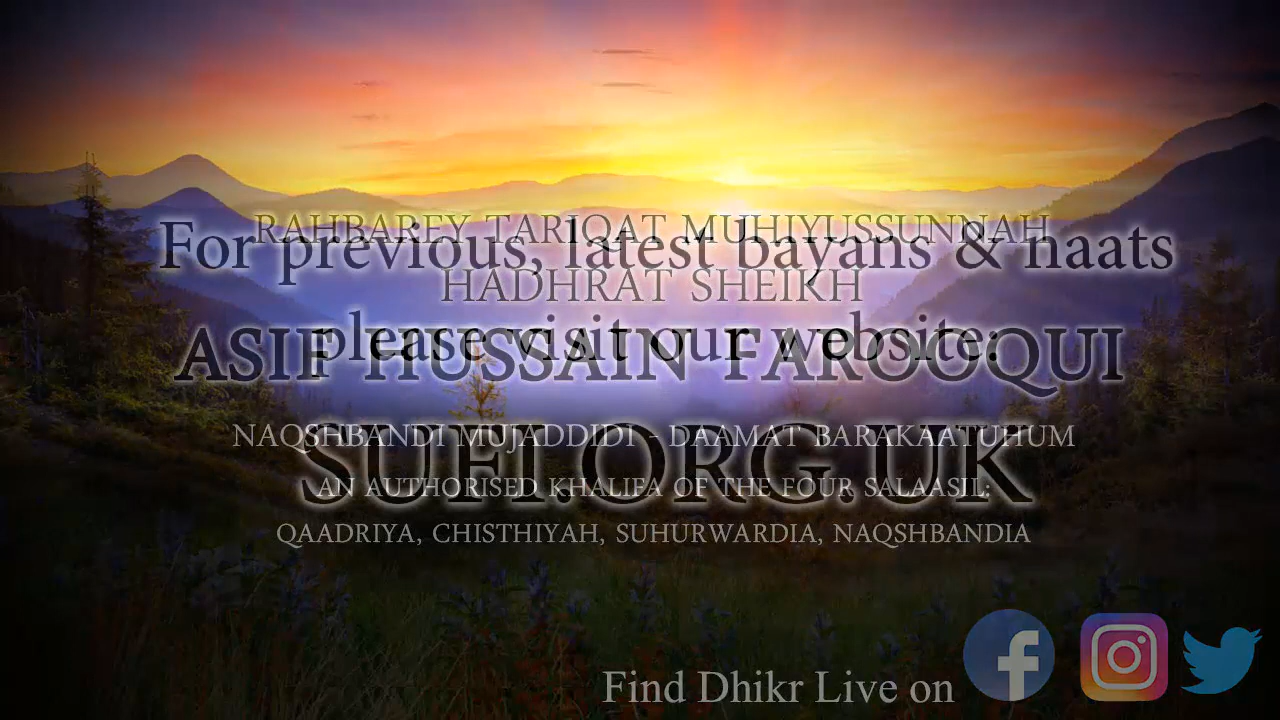 RAHBAREY TARIQAT MUHIYUSSUNNAH
For previous, latest bayans & naats
HADHRAT SHEIKH
please visit our website:
ASIF HUSSAIN FAROOQUI
NAQSHBANDI MUJADDIDI - DAAMAT BARAKAATUHUM
SUFI.ORG.UK
AN AUTHORISED KHALIFA OF THE FOUR SALAASIL:
QAADRIYA, CHISTHIYAH, SUHURWARDIA, NAQSHBANDIA
Find Dhikr Live on